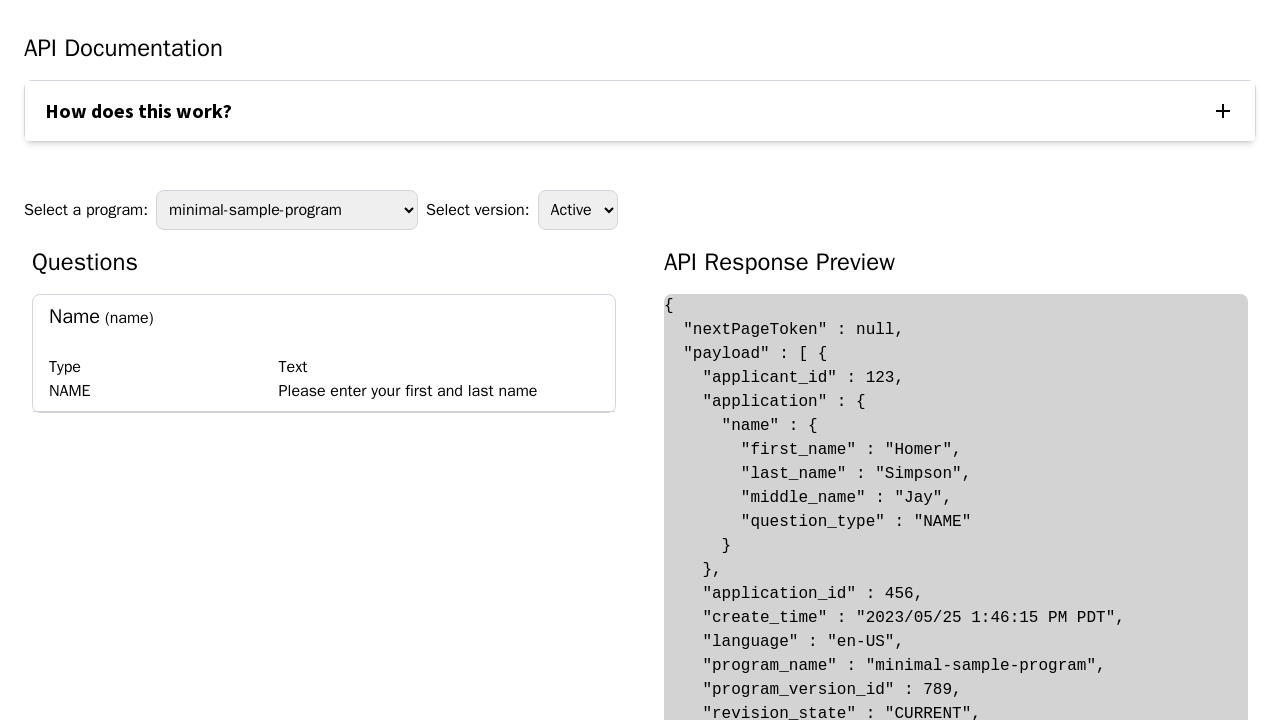 API Documentation
How does this work?
Select a program: minimal-sample-program Select version: Active
Questions
Name (name)
Type Text
NAME Please enter your first and last name
API Response Preview
{
  "nextPageToken" : null,
  "payload" : [ {
    "applicant_id" : 123,
    "application" : {
      "name" : {
        "first_name" : "Homer",
        "last_name" : "Simpson",
        "middle_name" : "Jay",
        "question_type" : "NAME"
      }
    },
    "application_id" : 456,
    "create_time" : "2023/05/25 1:46:15 PM PDT",
    "language" : "en-US",
    "program_name" : "minimal-sample-program",
    "program_version_id" : 789,
    "revision_state" : "CURRENT",